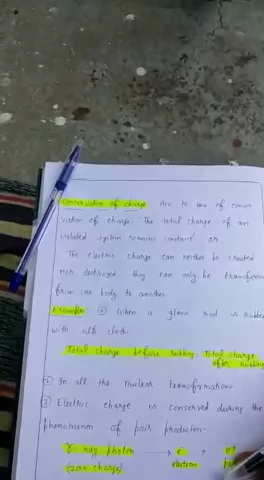 Conservation of charge Acc to law of conser
vation of charge. The total charge of an
isolated system remains constant or
The electric charge can neither be created
nor destroyed they can only be transferred
from one body to another.
Example ① When a glass rod is rubbed
with silk cloth
Total charge before rubbing = Total charge
after rubbing
② In all the Nuclear transformations
③ Electric charge is conserved during the
phenomenon of pair production.
γ ray photon → e⁻ + e⁺
(zero charge) electron